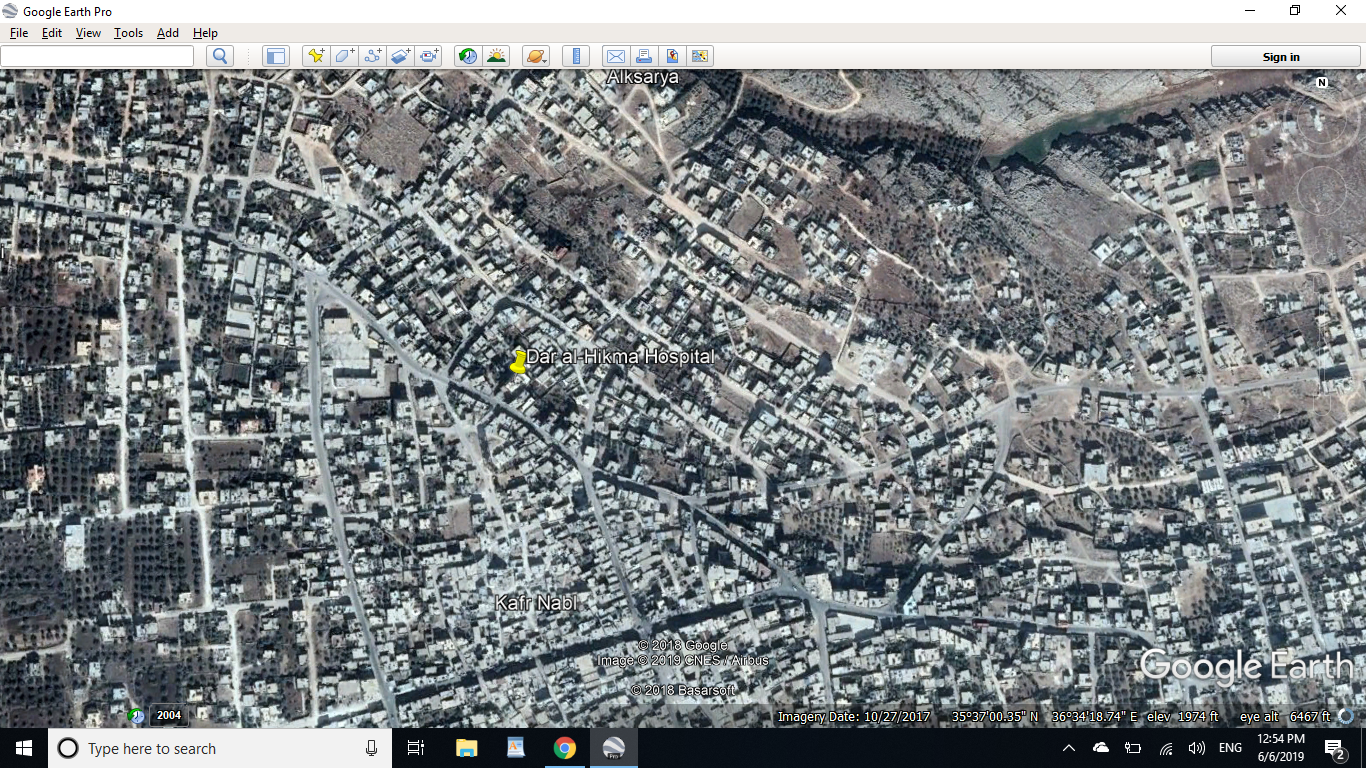 Google Earth Pro
File Edit View Tools Add Help
Sign in
Alksarya
N
Dar al-Hikma Hospital
Kafr Nabl
© 2018 Google
Image © 2019 CNES / Airbus
© 2018 Basarsoft
Google Earth
2004
Imagery Date: 10/27/2017 35°37'00.35" N 36°34'18.74" E elev 1974 ft eye alt 6467 ft
Type here to search
Pro
ENG
12:54 PM
6/6/2019
2